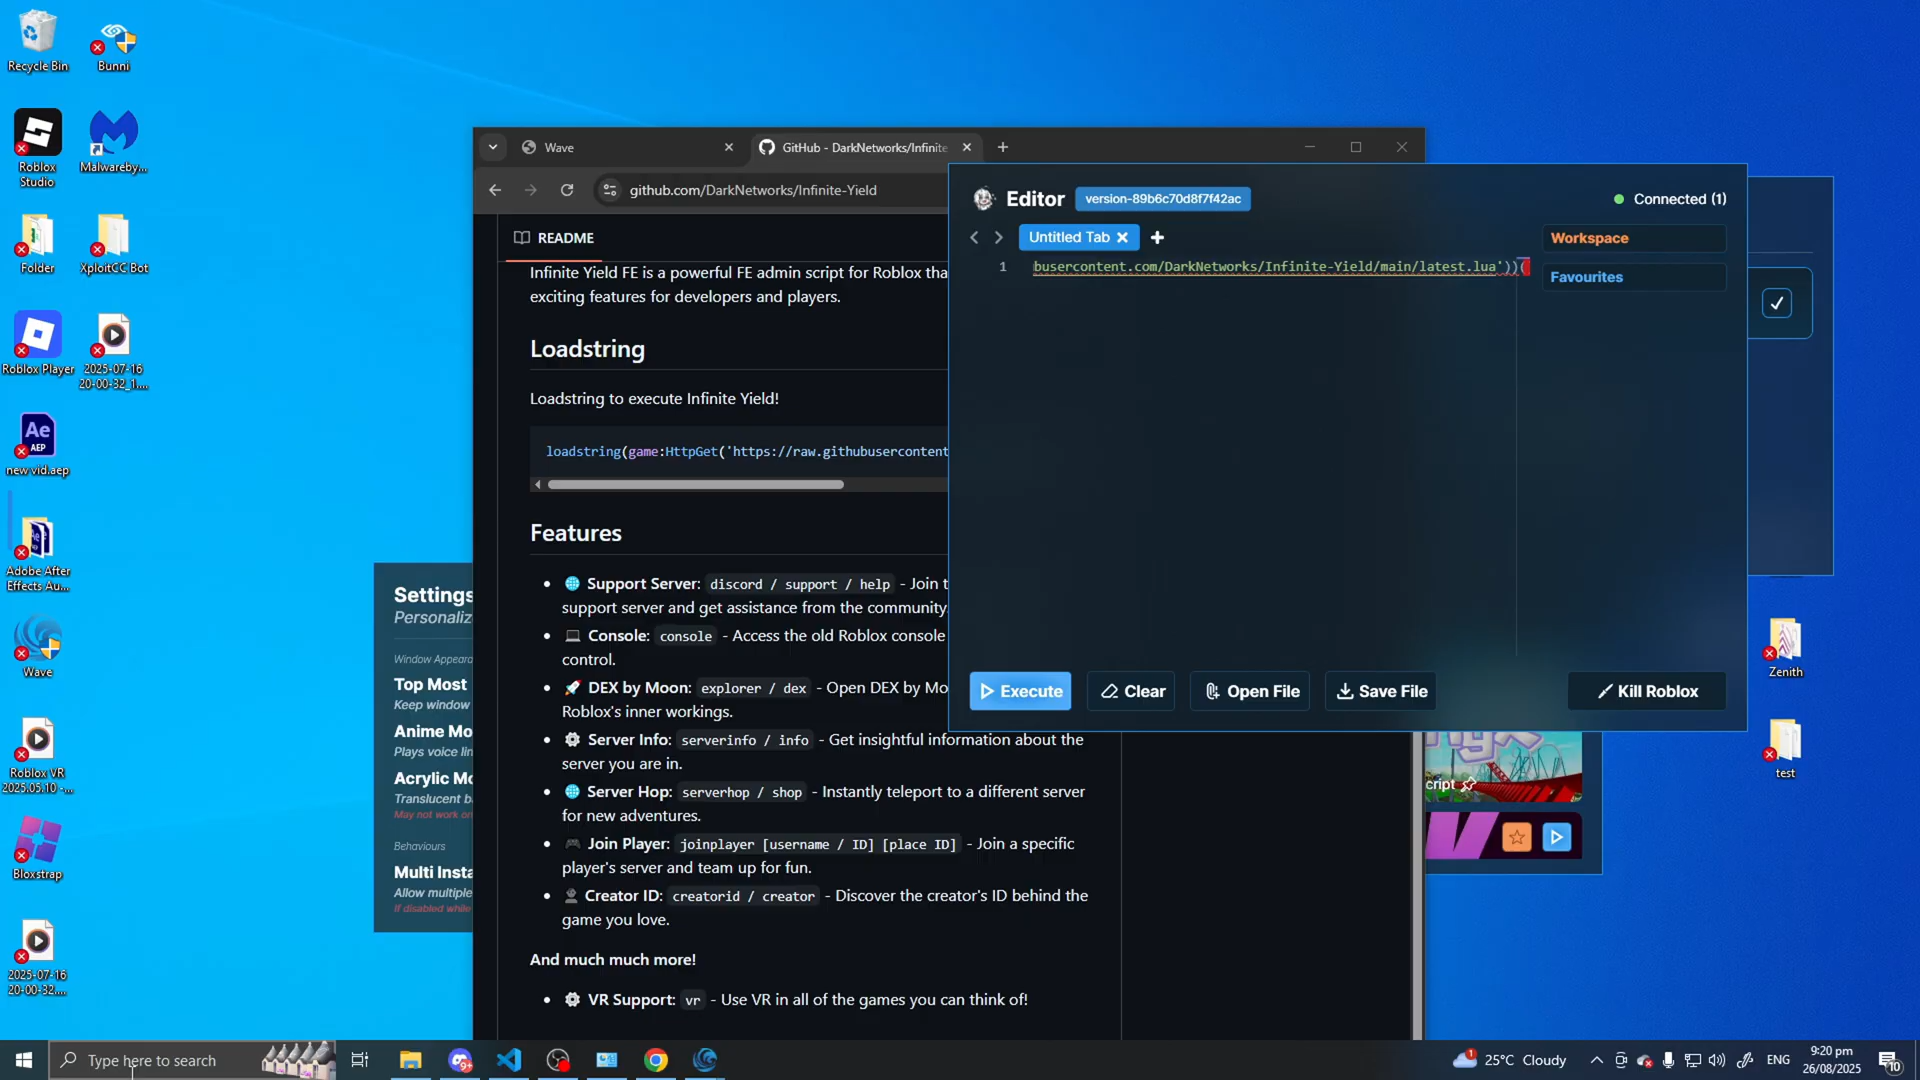 Recycle Bin
Bunni
Roblox
Studio
Malwareby...
Folder
XploitCC Bot
Roblox Player
2025-07-16
20-00-32_1....
Ae
AEP
new vid.aep
Adobe After
Effects Au...
Wave
Roblox VR
2025.05.10 -...
Bloxstrap
2025-07-16
20-00-32....
Settings
Personaliz
Window Appeara
Top Most
Keep window
Anime Mo
Plays voice lin
Acrylic Mo
Translucent b
May not work on
Behaviours
Multi Insta
Allow multiple
If disabled while
Wave
GitHub - DarkNetworks/Infinite
github.com/DarkNetworks/Infinite-Yield
README
Infinite Yield FE is a powerful FE admin script for Roblox tha
exciting features for developers and players.
Loadstring
Loadstring to execute Infinite Yield!
loadstring(game:HttpGet('https://raw.githubusercontent
Features
Support Server: discord / support / help - Join t
support server and get assistance from the community
Console: console - Access the old Roblox console
control.
DEX by Moon: explorer / dex - Open DEX by Mo
Roblox's inner workings.
Server Info: serverinfo / info - Get insightful information about the
server you are in.
Server Hop: serverhop / shop - Instantly teleport to a different server
for new adventures.
Join Player: joinplayer [username / ID] [place ID] - Join a specific
player's server and team up for fun.
Creator ID: creatorid / creator - Discover the creator's ID behind the
game you love.
And much much more!
VR Support: vr - Use VR in all of the games you can think of!
Editor
version-89b6c70d8f7f42ac
Connected (1)
Untitled Tab
1
busercontent.com/DarkNetworks/Infinite-Yield/main/latest.lua'))(
Workspace
Favourites
Execute
Clear
Open File
Save File
Kill Roblox
cript
Zenith
test
Type here to search
9+
1
25°C Cloudy
ENG
9:20 pm
26/08/2025
10